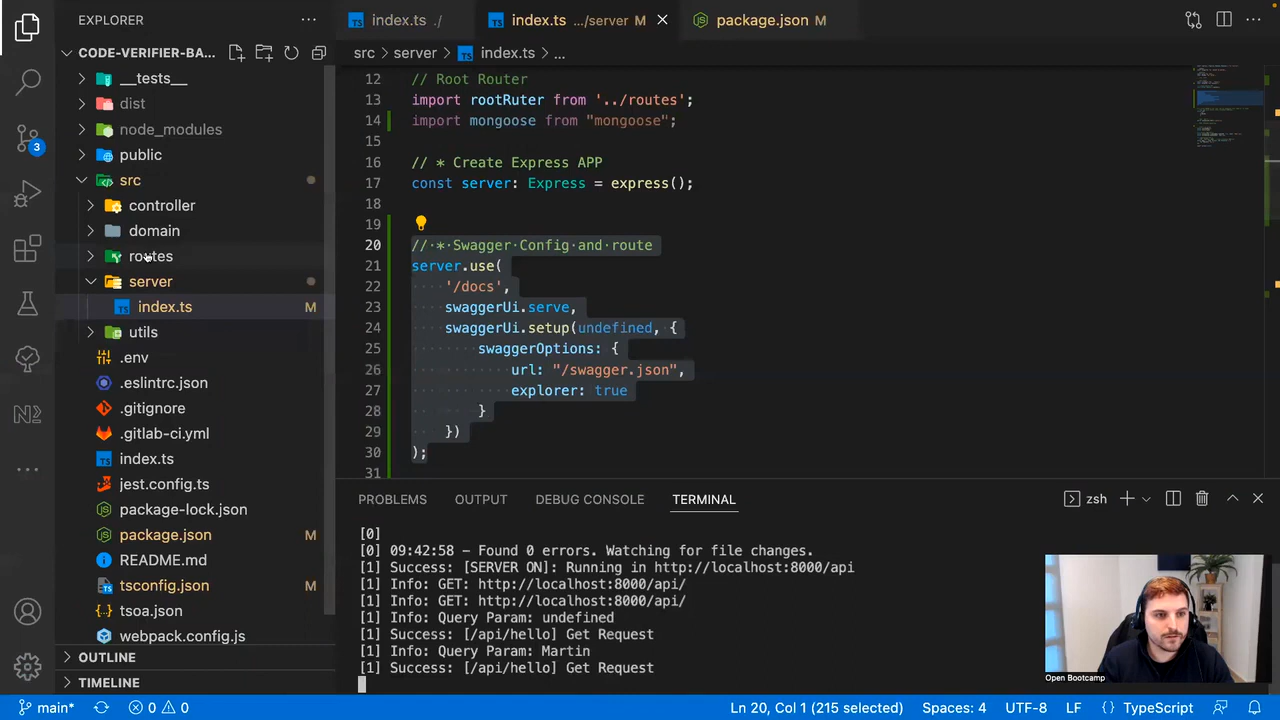 EXPLORER
index.ts ./
index.ts .../server M
package.json M
CODE-VERIFIER-BA...
src server index.ts ...
__tests__
dist
node_modules
public
src
controller
domain
routes
server
index.ts M
utils
.env
.eslintrc.json
.gitignore
.gitlab-ci.yml
index.ts
jest.config.ts
package-lock.json
package.json M
README.md
tsconfig.json M
tsoa.json
webpack.config.js
OUTLINE
TIMELINE
3
12 // Root Router
13 import rootRuter from '../routes';
14 import mongoose from "mongoose";
15
16 // * Create Express APP
17 const server: Express = express();
18
19
20 // * Swagger Config and route
21 server.use(
22 '/docs',
23 swaggerUi.serve,
24 swaggerUi.setup(undefined, {
25 swaggerOptions: {
26 url: "/swagger.json",
27 explorer: true
28 }
29 })
30 );
31
PROBLEMS OUTPUT DEBUG CONSOLE TERMINAL zsh
[0]
[0] 09:42:58 - Found 0 errors. Watching for file changes.
[1] Success: [SERVER ON]: Running in http://localhost:8000/api
[1] Info: GET: http://localhost:8000/api/
[1] Info: GET: http://localhost:8000/api/
[1] Info: Query Param: undefined
[1] Success: [/api/hello] Get Request
[1] Info: Query Param: Martin
[1] Success: [/api/hello] Get Request
Open Bootcamp
main* 0 0 Ln 20, Col 1 (215 selected) Spaces: 4 UTF-8 LF {} TypeScript